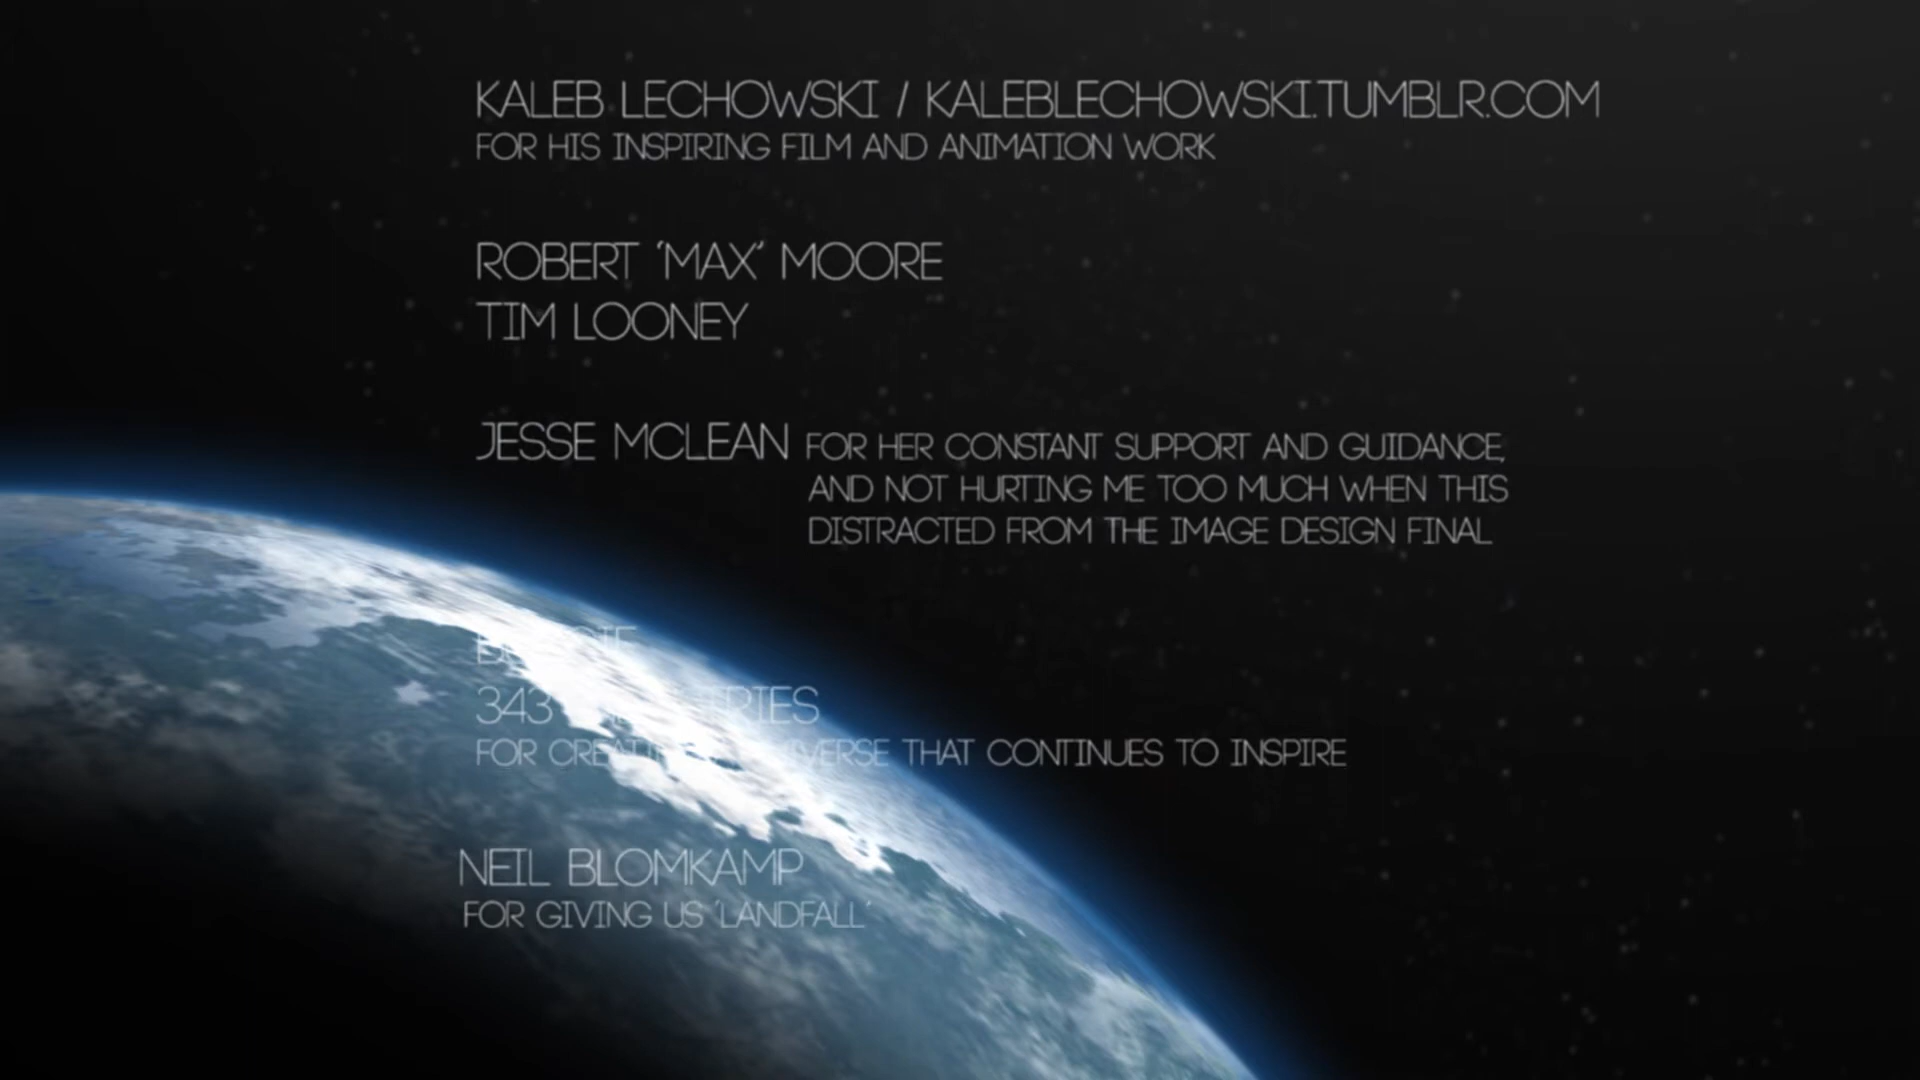 KALEB LECHOWSKI / KALEBLECHOWSKI.TUMBLR.COM
FOR HIS INSPIRING FILM AND ANIMATION WORK
ROBERT 'MAX' MOORE
TIM LOONEY
JESSE MCLEAN FOR HER CONSTANT SUPPORT AND GUIDANCE,
AND NOT HURTING ME TOO MUCH WHEN THIS
DISTRACTED FROM THE IMAGE DESIGN FINAL
343
FOR THAT CONTINUES TO INSPIRE
NEIL BLOMKAMP
FOR GIVING US 'LANDFALL'